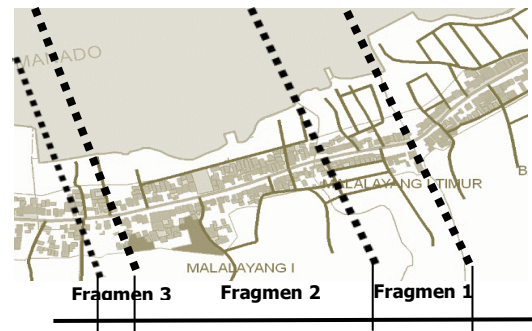 MANADO
MALALAYANG I TIMUR
B
MALALAYANG I
Fragmen 3 Fragmen 2 Fragmen 1